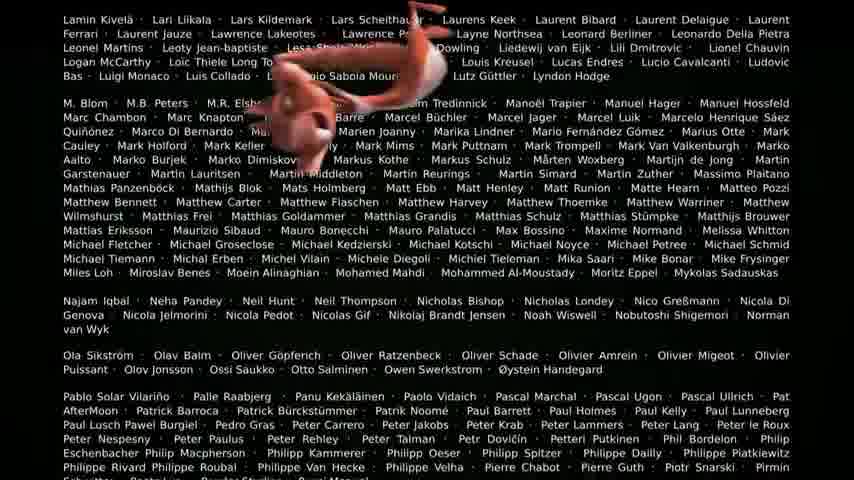 Lamin Kivelä · Lari Liikala · Lars Kildemark · Lars Scheithauer · Laurens Keek · Laurent Bibard · Laurent Delaigue · Laurent
Ferrari · Laurent Jauze · Lawrence Lakeotes · Lawrence · Layne Northsea · Leonard Berliner · Leonardo Della Pietra
Leonel Martins · Leoty Jean-baptiste · Dowling · Liedewij van Eijk · Lili Dmitrovic · Lionel Chauvin
Logan McCarthy · Loïc Thiele Long · Louis Kreusel · Lucas Endres · Lucio Cavalcanti · Ludovic
Bas · Luigi Monaco · Luis Collado · Saboia · Lutz Güttler · Lyndon Hodge
M. Blom · M.B. Peters · M.R. · Tredinnick · Manoël Trapier · Manuel Hager · Manuel Hossfeld
Marc Chambon · Marc Knapton · Barre · Marcel Büchler · Marcel Jager · Marcel Luik · Marcelo Henrique Sáez
Quiñónez · Marco Di Bernardo · Marien Joanny · Marika Lindner · Mario Fernández Gómez · Marius Otte · Mark
Cauley · Mark Holford · Mark Keller · Mark Mims · Mark Puttnam · Mark Trompell · Mark Van Valkenburgh · Marko
Aalto · Marko Burjek · Marko · Markus Kothe · Markus Schulz · Mårten Woxberg · Martijn de Jong · Martin
Garstenauer · Martin Lauritsen · Martin Middleton · Martin Reurings · Martin Simard · Martin Zuther · Massimo Plaitano
Mathias Panzenböck · Mathijs Blok · Mats Holmberg · Matt Ebb · Matt Henley · Matt Runion · Matte Hearn · Matteo Pozzi
Matthew Bennett · Matthew Carter · Matthew Flaschen · Matthew Harvey · Matthew Thoemke · Matthew Warriner · Matthew
Wilmshurst · Matthias Frei · Matthias Goldammer · Matthias Grandis · Matthias Schulz · Matthias Stümpke · Matthijs Brouwer
Mattias Eriksson · Maurizio Sibaud · Mauro Bonecchi · Mauro Palatucci · Max Bossino · Maxime Normand · Melissa Whitton
Michael Fletcher · Michael Groseclose · Michael Kedzierski · Michael Kotschi · Michael Noyce · Michael Petree · Michael Schmid
Michael Tiemann · Michal Erben · Michel Vilain · Michele Diegoli · Michiel Tieleman · Mika Saari · Mike Bonar · Mike Frysinger
Miles Loh · Miroslav Benes · Moein Alinaghian · Mohamed Mahdi · Mohammed Al-Moustady · Moritz Eppel · Mykolas Sadauskas
Najam Iqbal · Neha Pandey · Neil Hunt · Neil Thompson · Nicholas Bishop · Nicholas Londey · Nico Greßmann · Nicola Di
Genova · Nicola Jelmorini · Nicola Pedot · Nicolas Gif · Nikolaj Brandt Jensen · Noah Wiswell · Nobutoshi Shigemori · Norman
van Wyk
Ola Sikström · Olav Balm · Oliver Göpferich · Oliver Ratzenbeck · Oliver Schade · Olivier Amrein · Olivier Migeot · Olivier
Puissant · Olov Jonsson · Ossi Saukko · Otto Salminen · Owen Swerkstrom · Øystein Handegard
Pablo Solar Vilariño · Palle Raabjerg · Panu Kekäläinen · Paolo Vidaich · Pascal Marchal · Pascal Ugon · Pascal Ullrich · Pat
AfterMoon · Patrick Barroca · Patrick Bürckstümmer · Patrik Noomé · Paul Barrett · Paul Holmes · Paul Kelly · Paul Lunneberg
Paul Lusch Pawel Burgiel · Pedro Gras · Peter Carrero · Peter Jakobs · Peter Krab · Peter Lammers · Peter Lang · Peter le Roux
Peter Nespesny · Peter Paulus · Peter Rehley · Peter Talman · Petr Dovičín · Petteri Putkinen · Phil Bordelon · Philip
Eschenbacher Philip Macpherson · Philipp Kammerer · Philipp Oeser · Philipp Spitzer · Philippe Dailly · Philippe Piatkiewitz
Philippe Rivard Philippe Roubal · Philippe Van Hecke · Philippe Velha · Pierre Chabot · Pierre Guth · Piotr Snarski · Pirmin